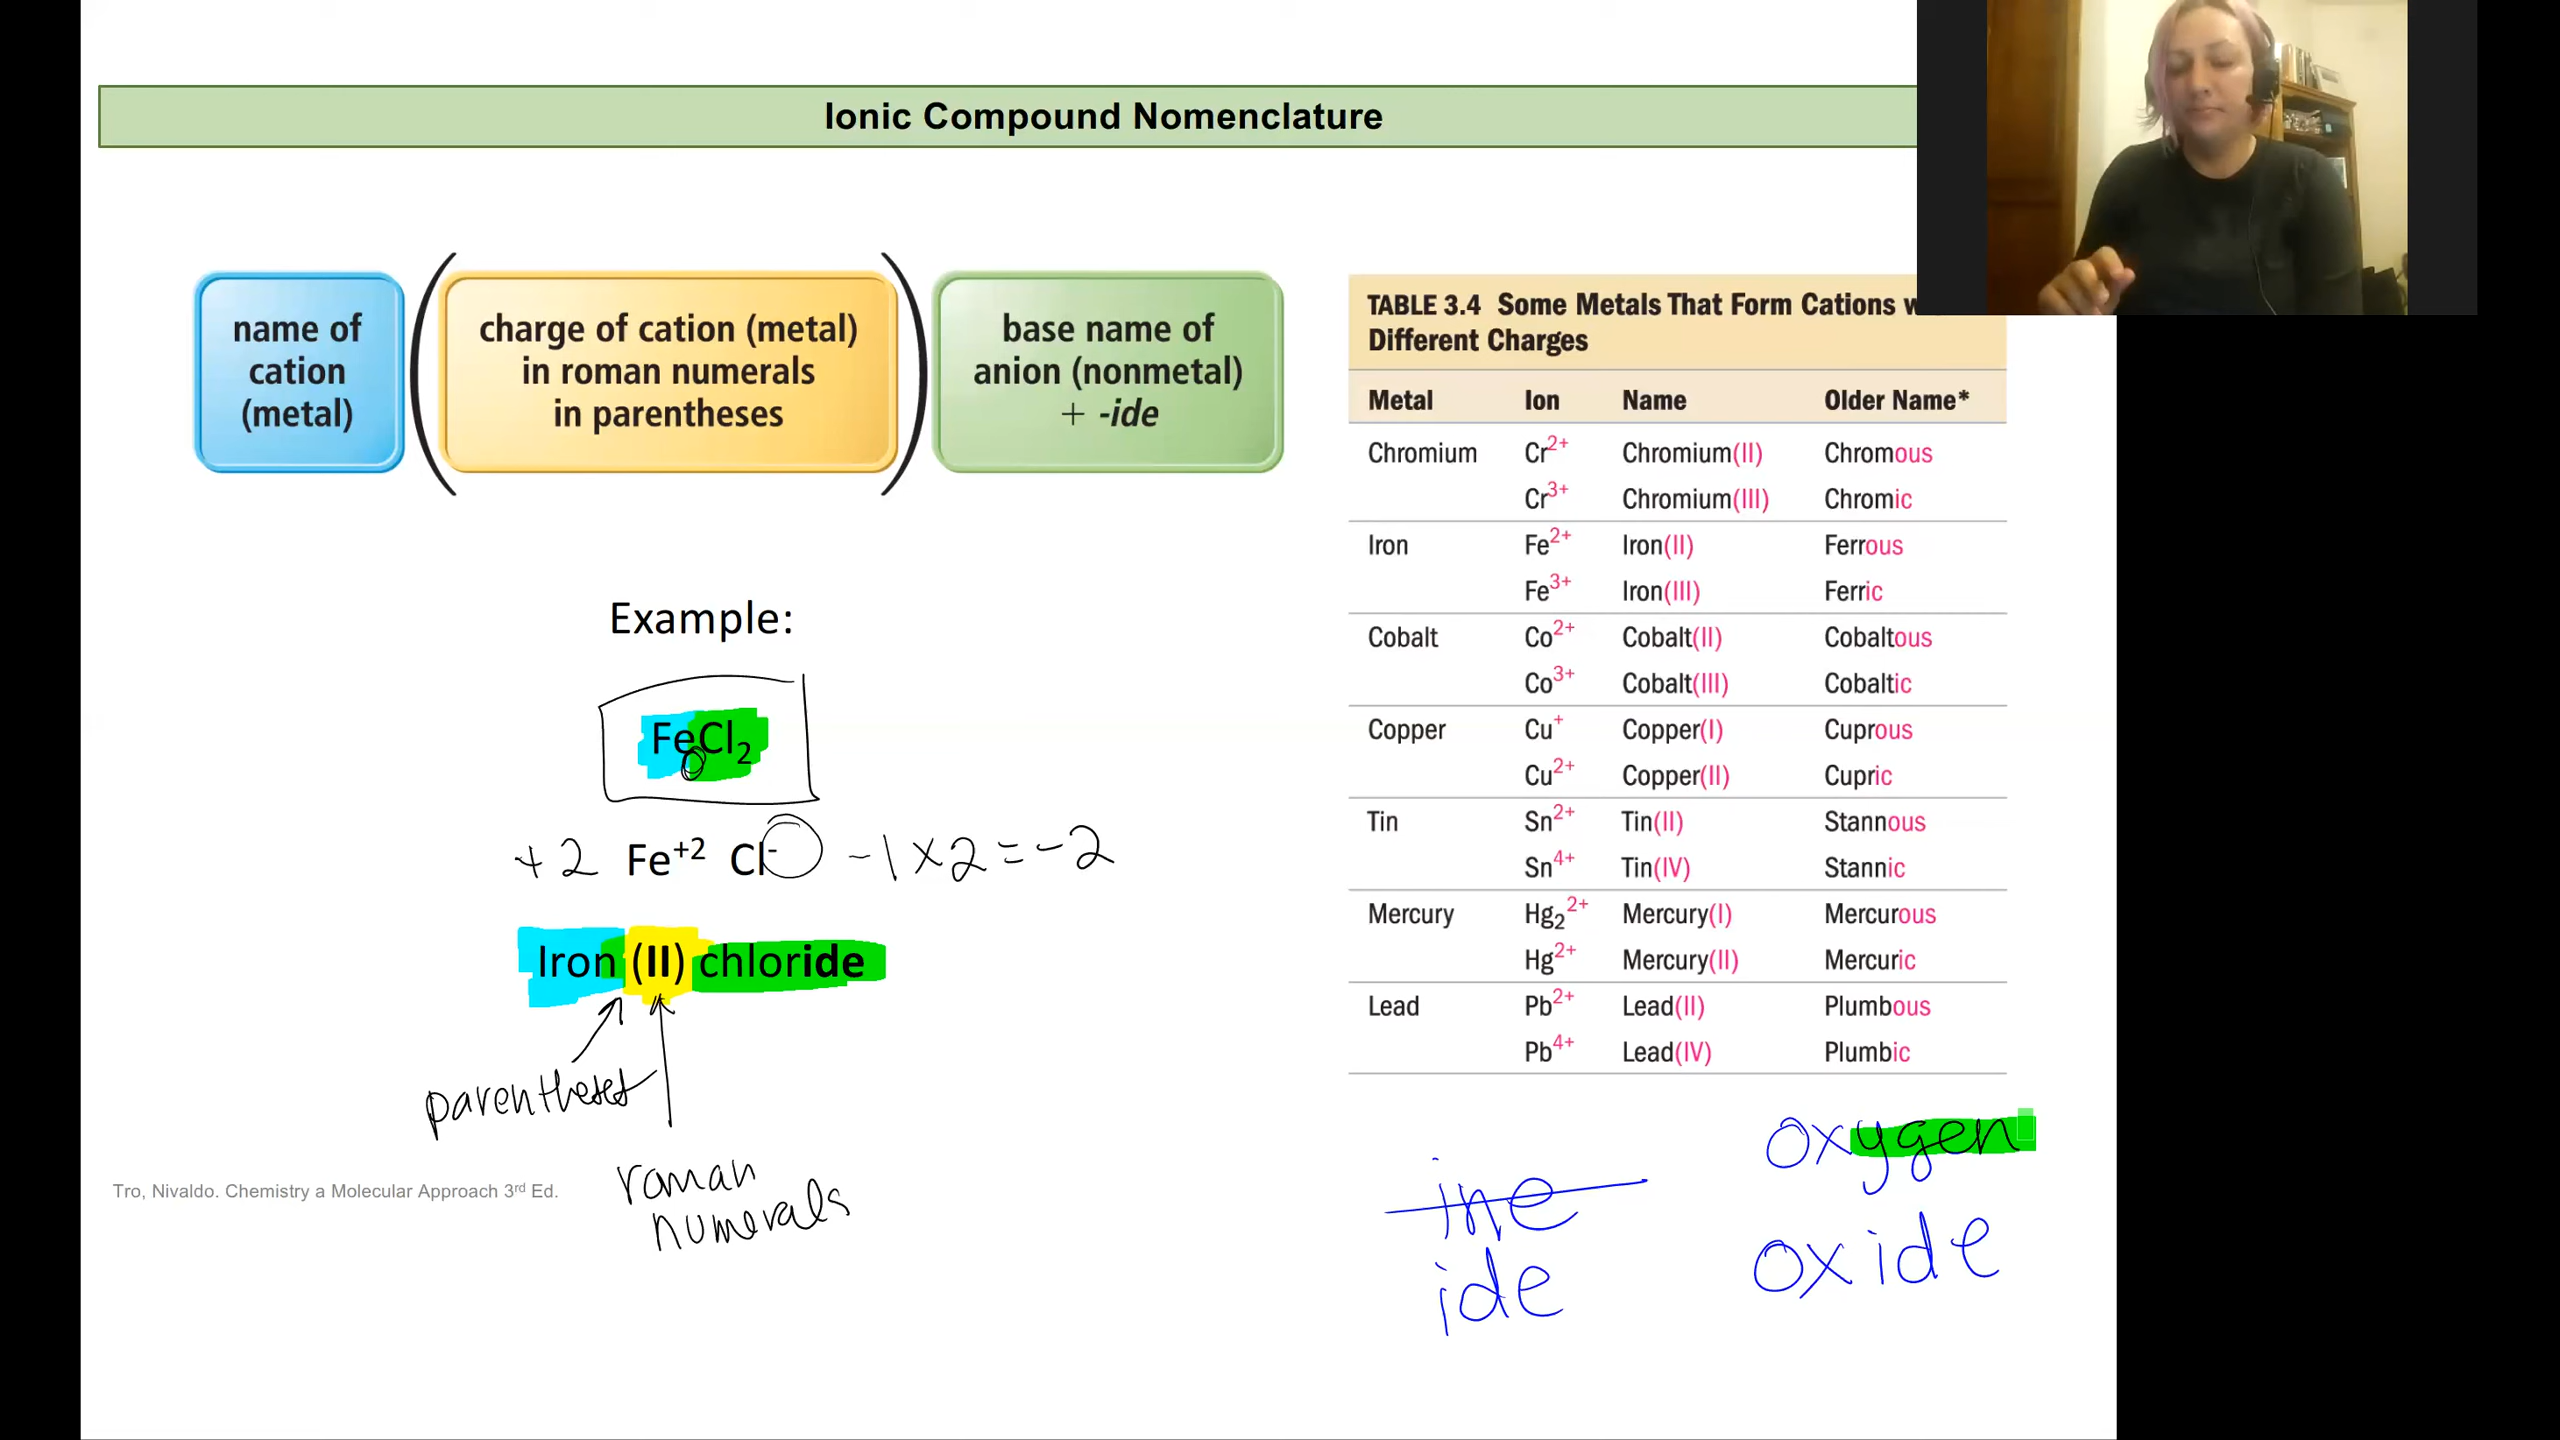 Ionic Compound Nomenclature
name of
cation
(metal)
charge of cation (metal)
in roman numerals
in parentheses
base name of
anion (nonmetal)
+ -ide
TABLE 3.4 Some Metals That Form Cations
Different Charges
Metal Ion Name Older Name*
Chromium Cr2+ Chromium(II) Chromous
Cr3+ Chromium(III) Chromic
Iron Fe2+ Iron(II) Ferrous
Fe3+ Iron(III) Ferric
Cobalt Co2+ Cobalt(II) Cobaltous
Co3+ Cobalt(III) Cobaltic
Copper Cu+ Copper(I) Cuprous
Cu2+ Copper(II) Cupric
Tin Sn2+ Tin(II) Stannous
Sn4+ Tin(IV) Stannic
Mercury Hg2 2+ Mercury(I) Mercurous
Hg2+ Mercury(II) Mercuric
Lead Pb2+ Lead(II) Plumbous
Pb4+ Lead(IV) Plumbic
Example:
FeCl2
+2 Fe+2 Cl- -1×2=-2
Iron (II) chloride
parentheses
roman
numerals
Tro, Nivaldo. Chemistry a Molecular Approach 3rd Ed.
ine
ide
oxygen
oxide